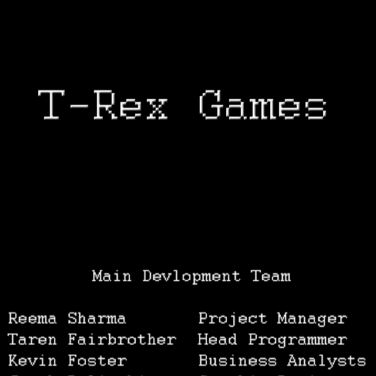 T-Rex Games
Main Devlopment Team
Reema Sharma Project Manager
Taren Fairbrother Head Programmer
Kevin Foster Business Analysts